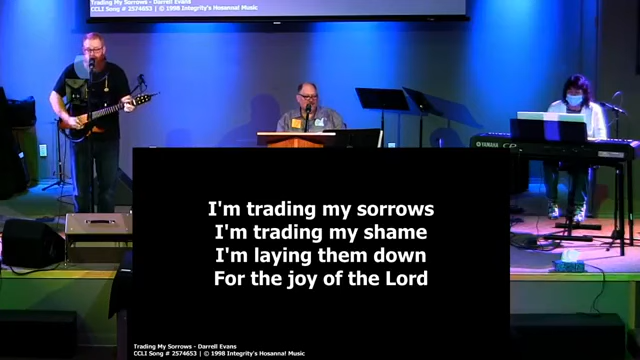 Trading My Sorrows - Darrell Evans
CCLI Song # 2574653 | © 1998 Integrity's Hosanna! Music
YAMAHA
I'm trading my sorrows
I'm trading my shame
I'm laying them down
For the joy of the Lord
Trading My Sorrows - Darrell Evans
CCLI Song # 2574653 | © 1998 Integrity's Hosanna! Music